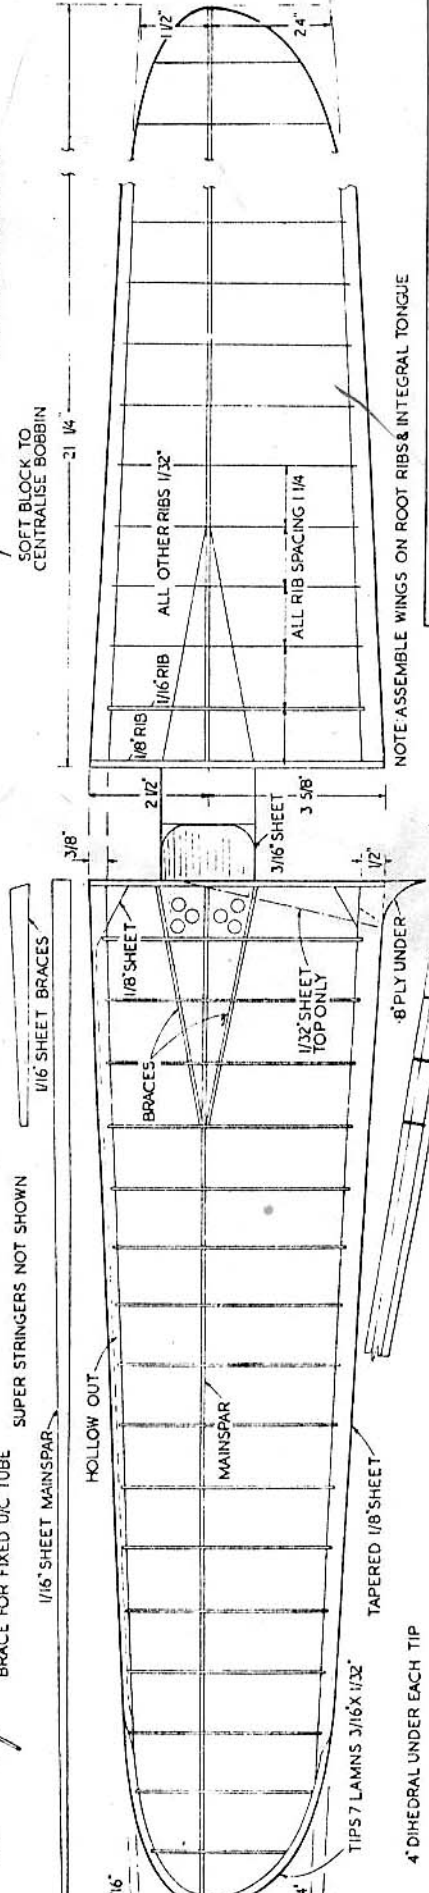 1 1/2"
2 4"
SOFT BLOCK TO
CENTRALISE BOBBIN
21 1/4"
ALL OTHER RIBS 1/32"
ALL RIB SPACING 1 1/4
1/16" RIB
1/8" RIB
NOTE: ASSEMBLE WINGS ON ROOT RIBS & INTEGRAL TONGUE
2 1/2"
3 5/8"
3/8"
3/16" SHEET
1/2"
1/16" SHEET BRACES
1/8" SHEET
BRACES
1/32" SHEET
TOP ONLY
.8" PLY UNDER
SUPER STRINGERS NOT SHOWN
BRACE FOR FIXED U/C TUBE
1/16" SHEET MAINSPAR
HOLLOW OUT
MAINSPAR
TAPERED 1/8" SHEET
TIPS 7 LAMNS 3/16" X 1/32"
4" DIHEDRAL UNDER EACH TIP
16"
4"